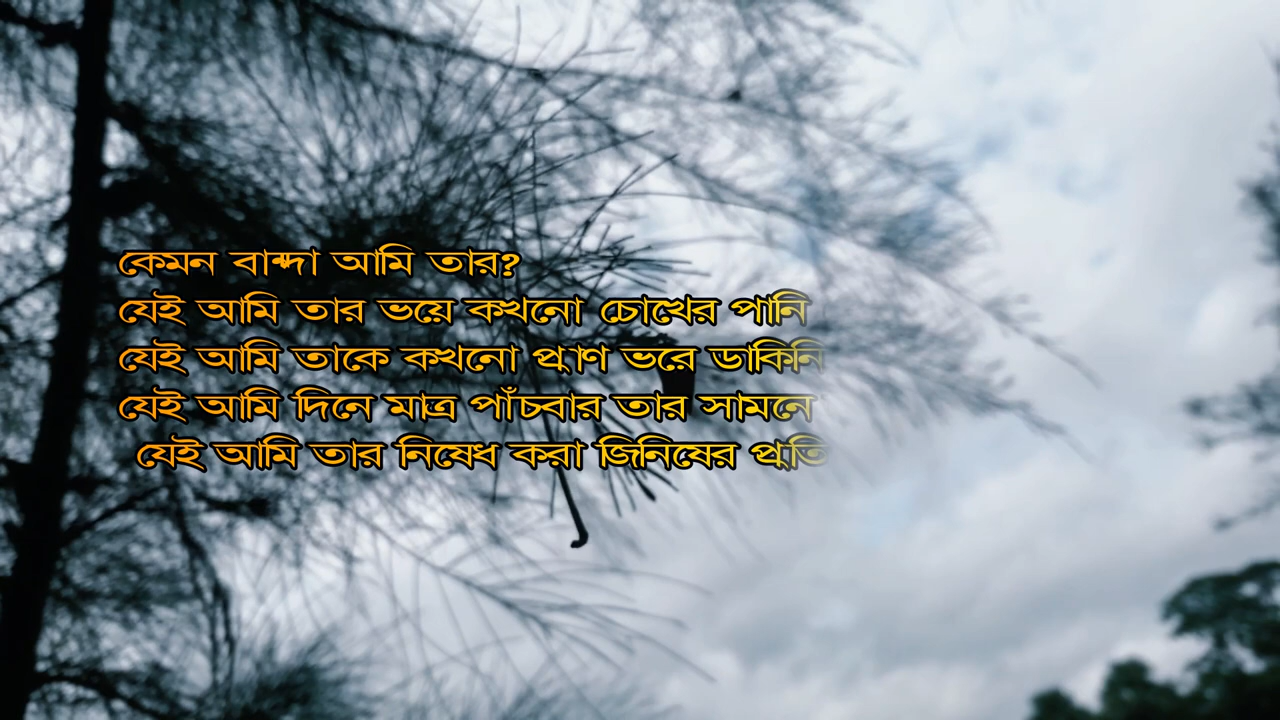 কেমন বান্দা আমি তার?
যেই আমি তার ভয়ে কখনো চোখের পানি
যেই আমি তাকে কখনো প্রাণ ভরে ডাকিনি
যেই আমি দিনে মাত্র পাঁচবার তার সামনে
যেই আমি তার নিষেধ করা জিনিষের প্রতি